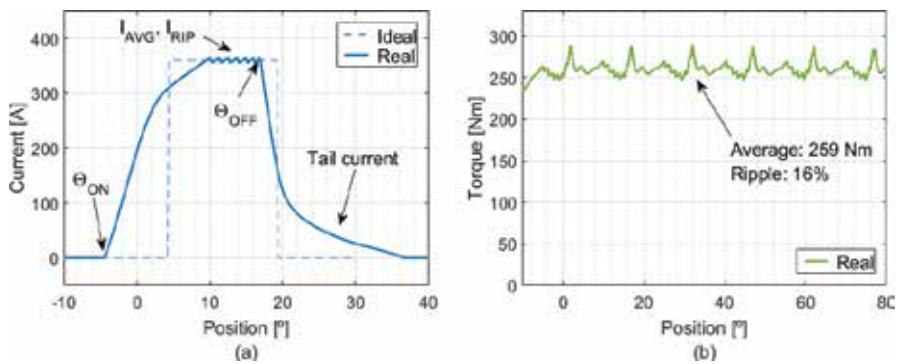 I_AVG, I_RIP
Ideal
Real
Θ_OFF
Θ_ON
Tail current
Current [A]
400
300
200
100
0
-10
0
10
20
30
40
Position [º]
(a)
Torque [Nm]
300
250
200
150
100
50
0
Average: 259 Nm
Ripple: 16%
Real
0
20
40
60
80
Position [º]
(b)